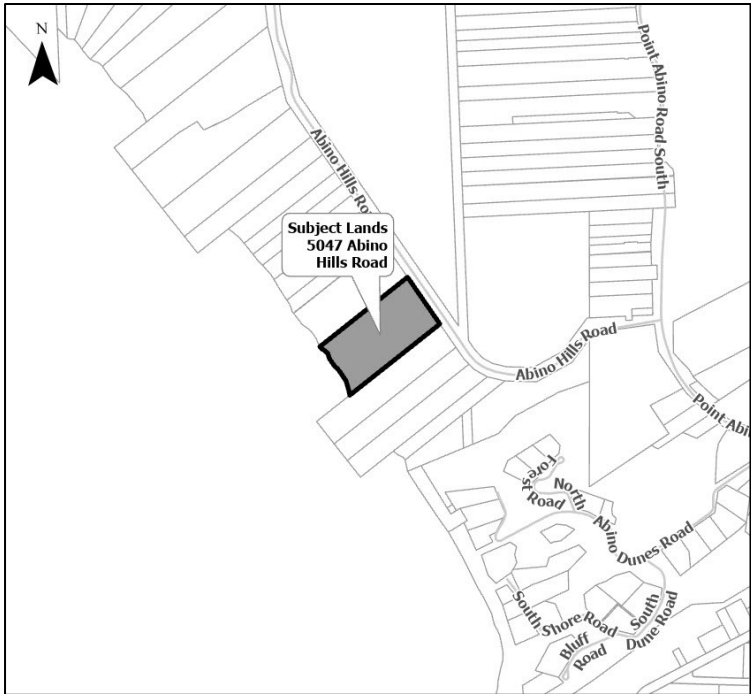 N
Point Abino Road South
Abino Hills Roa
Subject Lands
5047 Abino
Hills Road
Abino Hills Road
Point Abi
Forest
Road
North
Abino
Dunes Road
South
Shore Road
South
Dune Road
Bluff
Road